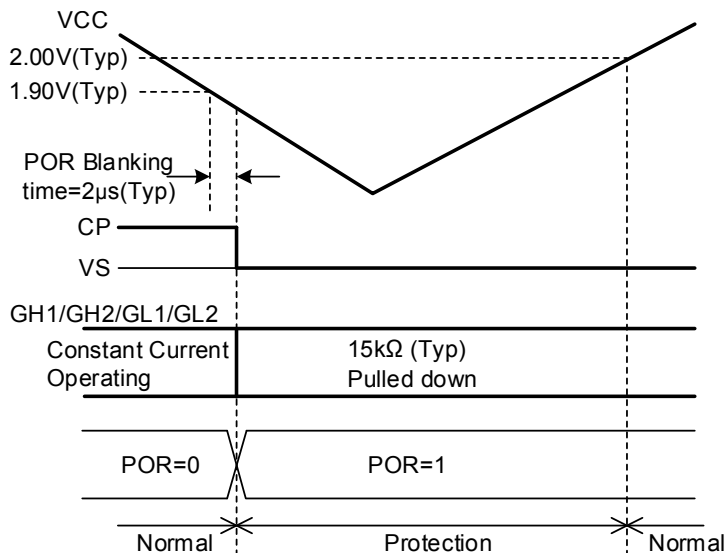 VCC
2.00V(Typ)
1.90V(Typ)
POR Blanking
time=2µs(Typ)
CP
VS
GH1/GH2/GL1/GL2
Constant Current
Operating
15kΩ (Typ)
Pulled down
POR=0
POR=1
Normal
Protection
Normal